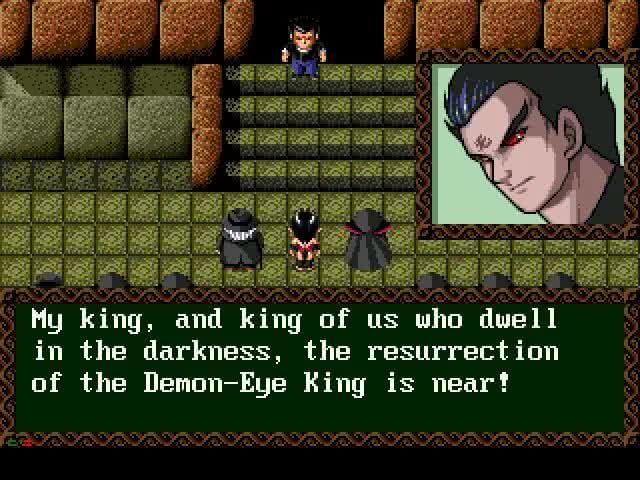 My king, and king of us who dwell
in the darkness, the resurrection
of the Demon-Eye King is near!